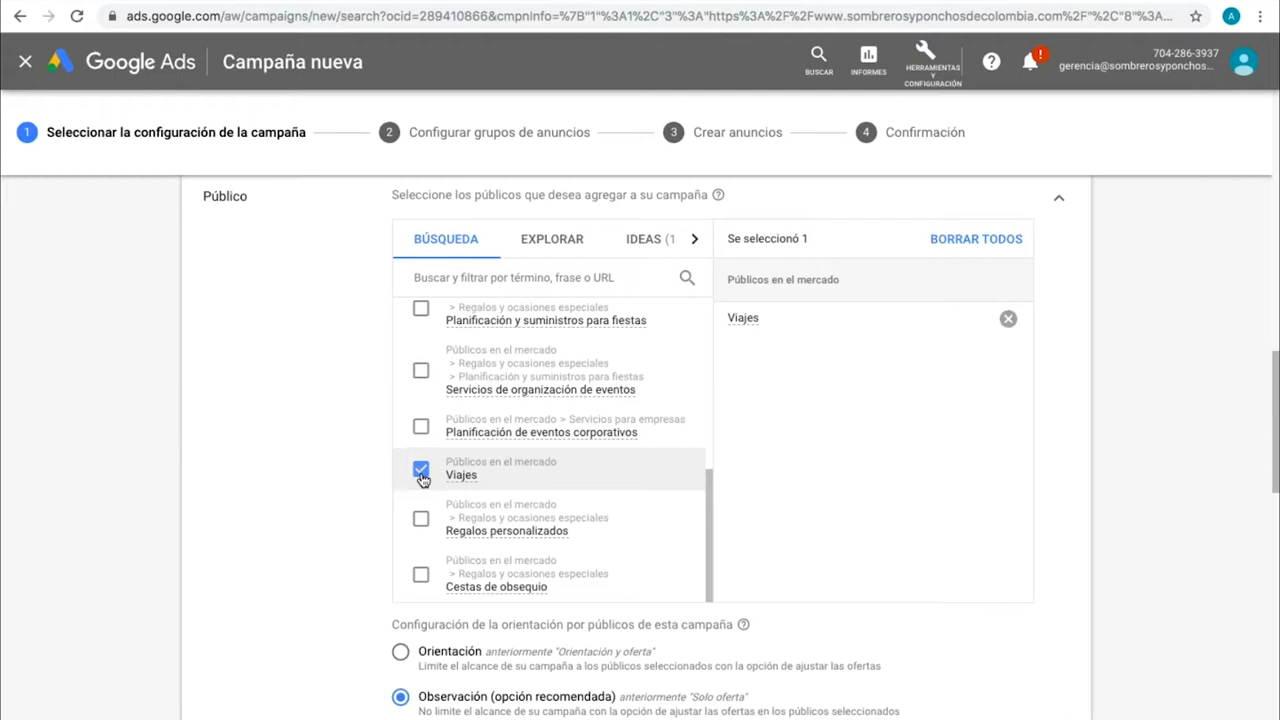 ads.google.com/aw/campaigns/new/search?ocid=289410866&cmpnInfo=%7B"1"%3A1%2C"3"%3A"https%3A%2F%2Fwww.sombrerosyponchosdecolombia.com%2F"%2C"8"%3A...
A
Google Ads
Campaña nueva
BUSCAR
INFORMES
HERRAMIENTAS
Y
CONFIGURACIÓN
!
704-286-3937
gerencia@sombrerosyponchos...
1 Seleccionar la configuración de la campaña
2 Configurar grupos de anuncios
3 Crear anuncios
4 Confirmación
Público
Seleccione los públicos que desea agregar a su campaña
BÚSQUEDA EXPLORAR IDEAS (1
Se seleccionó 1
BORRAR TODOS
Buscar y filtrar por término, frase o URL
Públicos en el mercado
Viajes
> Regalos y ocasiones especiales
Planificación y suministros para fiestas
Públicos en el mercado
> Regalos y ocasiones especiales
> Planificación y suministros para fiestas
Servicios de organización de eventos
Públicos en el mercado > Servicios para empresas
Planificación de eventos corporativos
Públicos en el mercado
Viajes
Públicos en el mercado
> Regalos y ocasiones especiales
Regalos personalizados
Públicos en el mercado
> Regalos y ocasiones especiales
Cestas de obsequio
Configuración de la orientación por públicos de esta campaña
Orientación anteriormente "Orientación y oferta"
Limite el alcance de su campaña a los públicos seleccionados con la opción de ajustar las ofertas
Observación (opción recomendada) anteriormente "Solo oferta"
No limite el alcance de su campaña con la opción de ajustar las ofertas en los públicos seleccionados